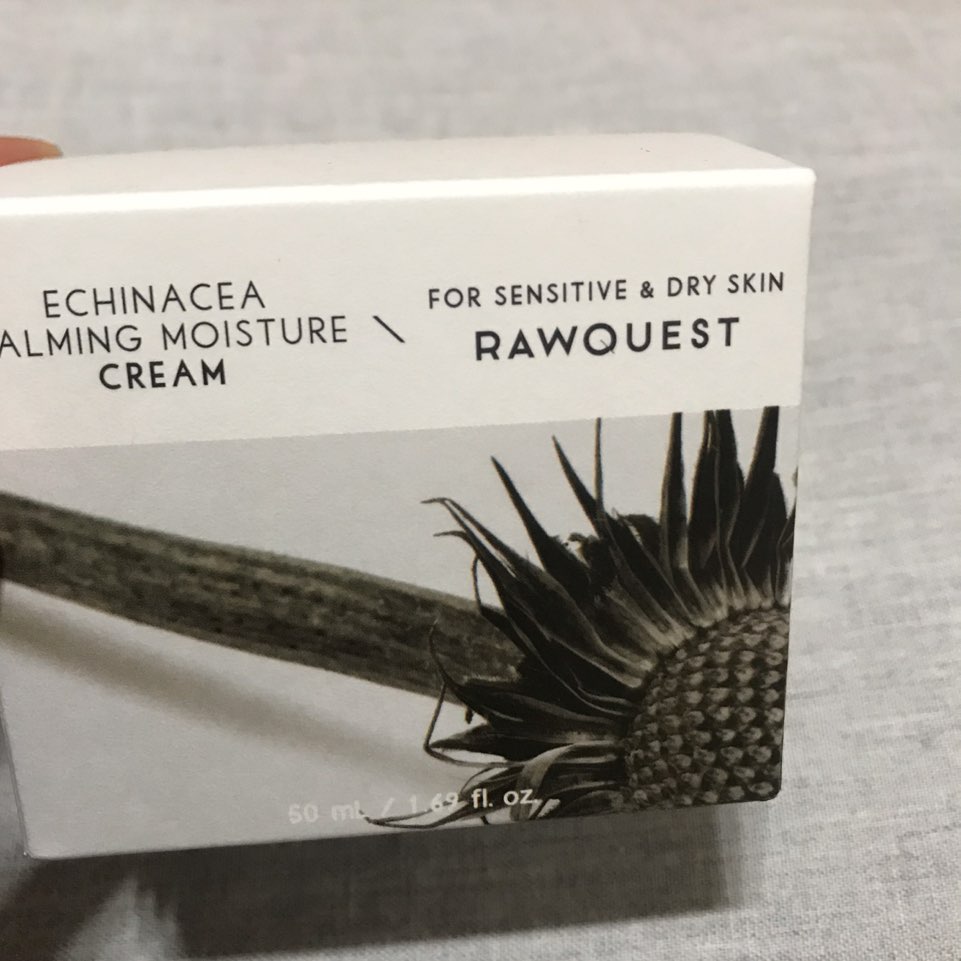 ECHINACEA
ALMING MOISTURE \
CREAM
FOR SENSITIVE & DRY SKIN
RAWQUEST
50 mL / 1.69 fl. oz.